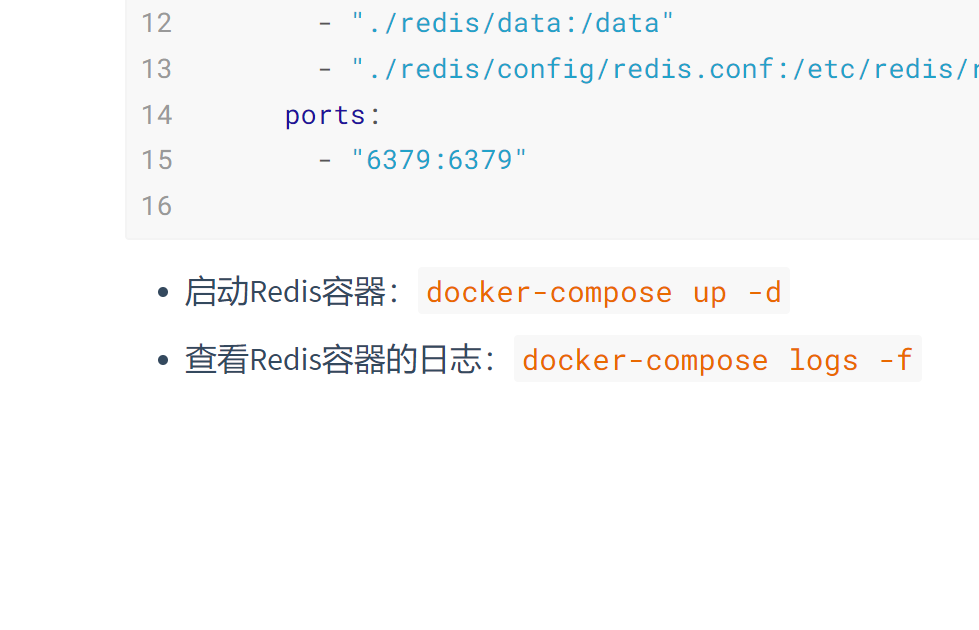 12 - "./redis/data:/data"
13 - "./redis/config/redis.conf:/etc/redis/
14 ports:
15 - "6379:6379"
16
启动Redis容器： docker-compose up -d
查看Redis容器的日志： docker-compose logs -f